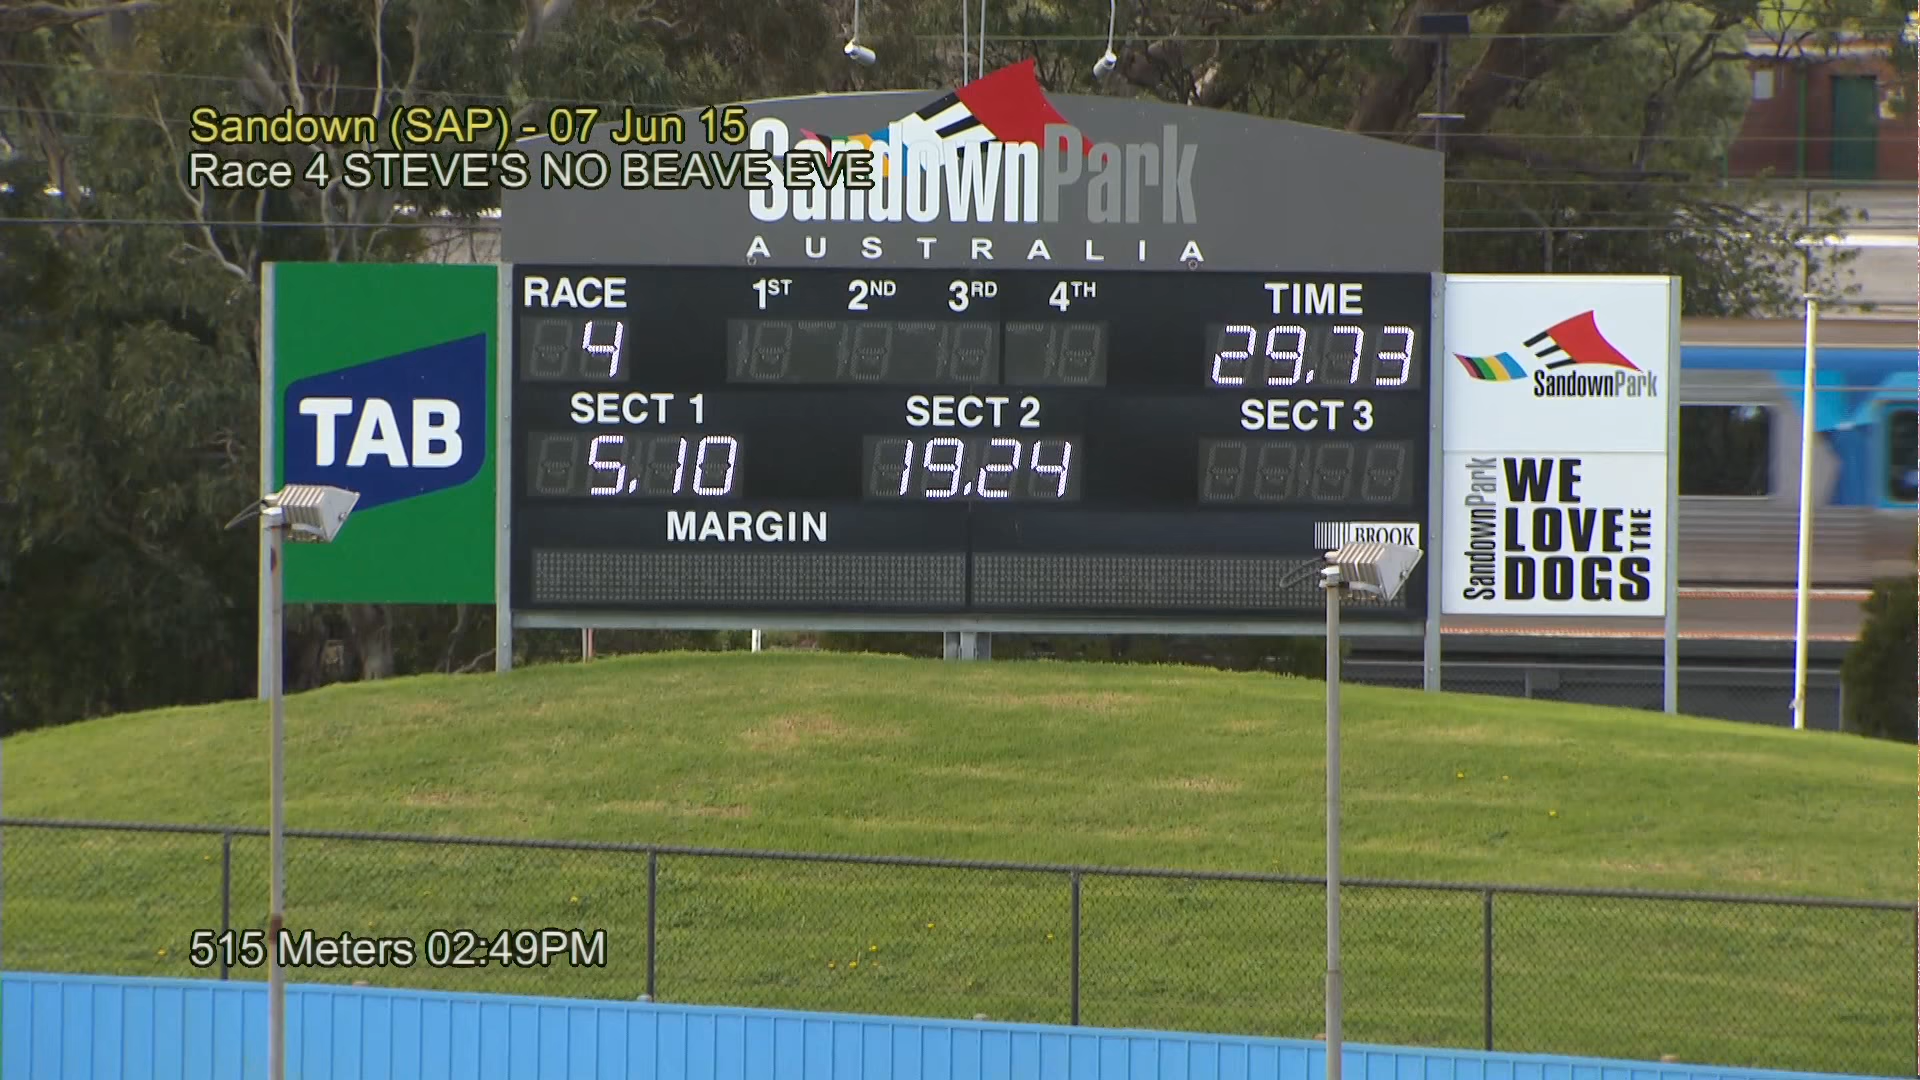 Sandown (SAP) - 07 Jun 15
Race 4 STEVE'S NO BEAVE EVE
SandownPark
AUSTRALIA
RACE 1ST 2ND 3RD 4TH TIME
4 29.73
SECT 1 SECT 2 SECT 3
5.10 19.24
MARGIN
BROOK
TAB
SandownPark
SandownPark
WE
LOVE THE
DOGS
515 Meters 02:49PM